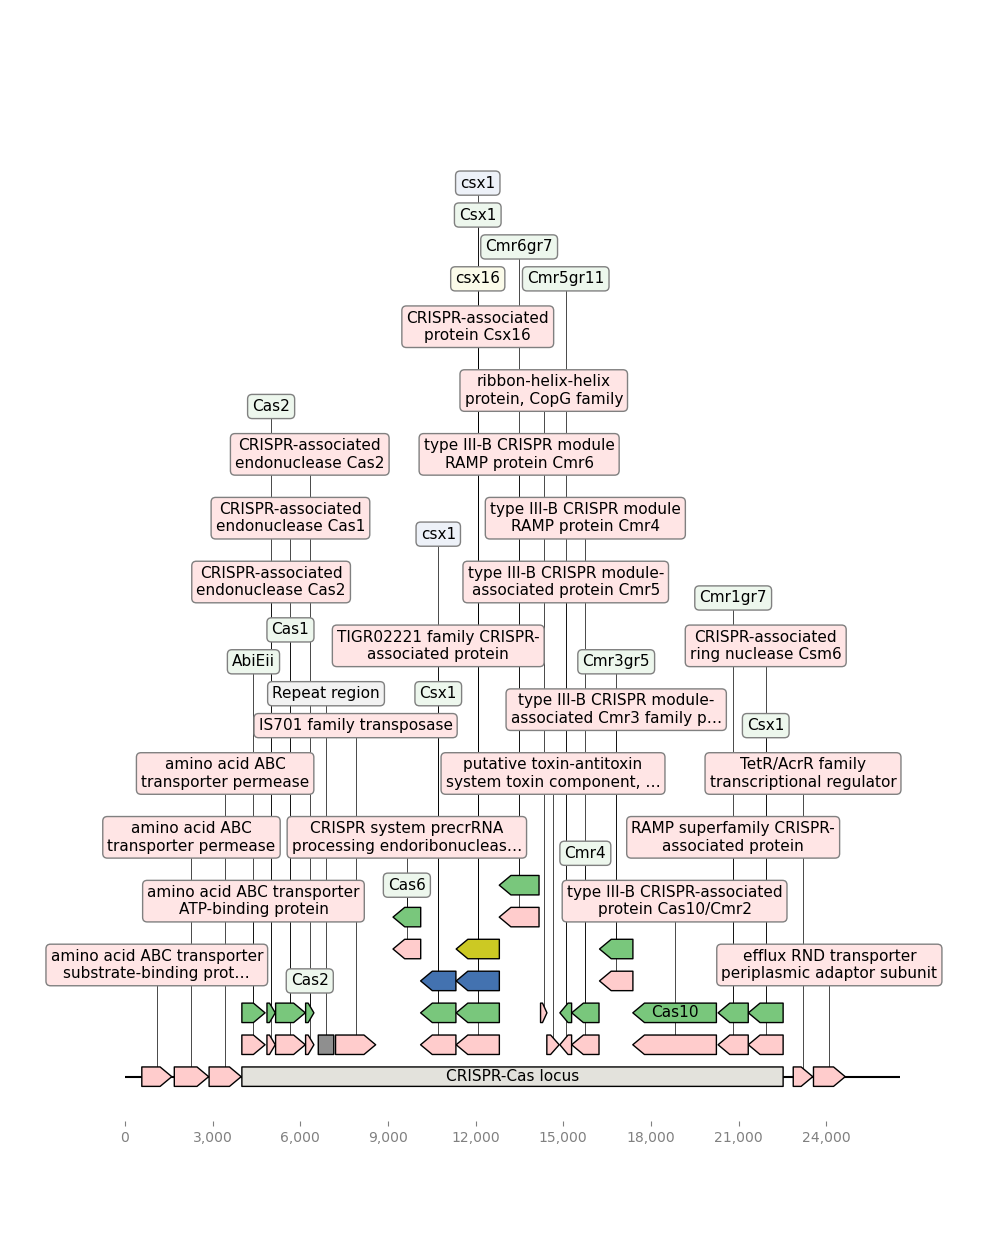 csx1
Csx1
Cmr6gr7
csx16
Cmr5gr11
CRISPR-associated
protein Csx16
ribbon-helix-helix
protein, CopG family
Cas2
CRISPR-associated
endonuclease Cas2
type III-B CRISPR module
RAMP protein Cmr6
CRISPR-associated
endonuclease Cas1
type III-B CRISPR module
RAMP protein Cmr4
csx1
CRISPR-associated
endonuclease Cas2
type III-B CRISPR module-
associated protein Cmr5
Cmr1gr7
Cas1
TIGR02221 family CRISPR-
associated protein
CRISPR-associated
ring nuclease Csm6
AbiEii
Cmr3gr5
Repeat region
Csx1
type III-B CRISPR module-
associated Cmr3 family p...
IS701 family transposase
Csx1
amino acid ABC
transporter permease
putative toxin-antitoxin
system toxin component, ...
TetR/AcrR family
transcriptional regulator
amino acid ABC
transporter permease
CRISPR system precrRNA
processing endoribonucleas...
RAMP superfamily CRISPR-
associated protein
Cmr4
Cas6
amino acid ABC transporter
ATP-binding protein
type III-B CRISPR-associated
protein Cas10/Cmr2
amino acid ABC transporter
substrate-binding prot...
efflux RND transporter
periplasmic adaptor subunit
Cas2
Cas10
CRISPR-Cas locus
0 3,000 6,000 9,000 12,000 15,000 18,000 21,000 24,000